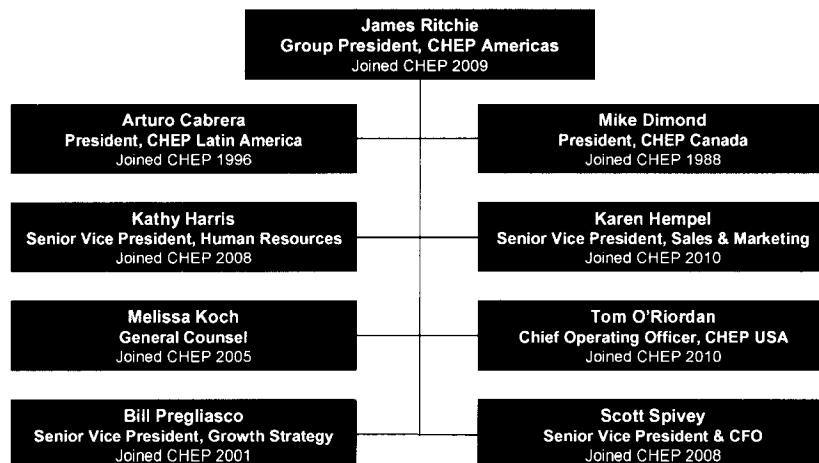 James Ritchie
Group President, CHEP Americas
Joined CHEP 2009
Arturo Cabrera
President, CHEP Latin America
Joined CHEP 1996
Mike Dimond
President, CHEP Canada
Joined CHEP 1988
Kathy Harris
Senior Vice President, Human Resources
Joined CHEP 2008
Karen Hempel
Senior Vice President, Sales & Marketing
Joined CHEP 2010
Melissa Koch
General Counsel
Joined CHEP 2005
Tom O'Riordan
Chief Operating Officer, CHEP USA
Joined CHEP 2010
Bill Pregliasco
Senior Vice President, Growth Strategy
Joined CHEP 2001
Scott Spivey
Senior Vice President & CFO
Joined CHEP 2008